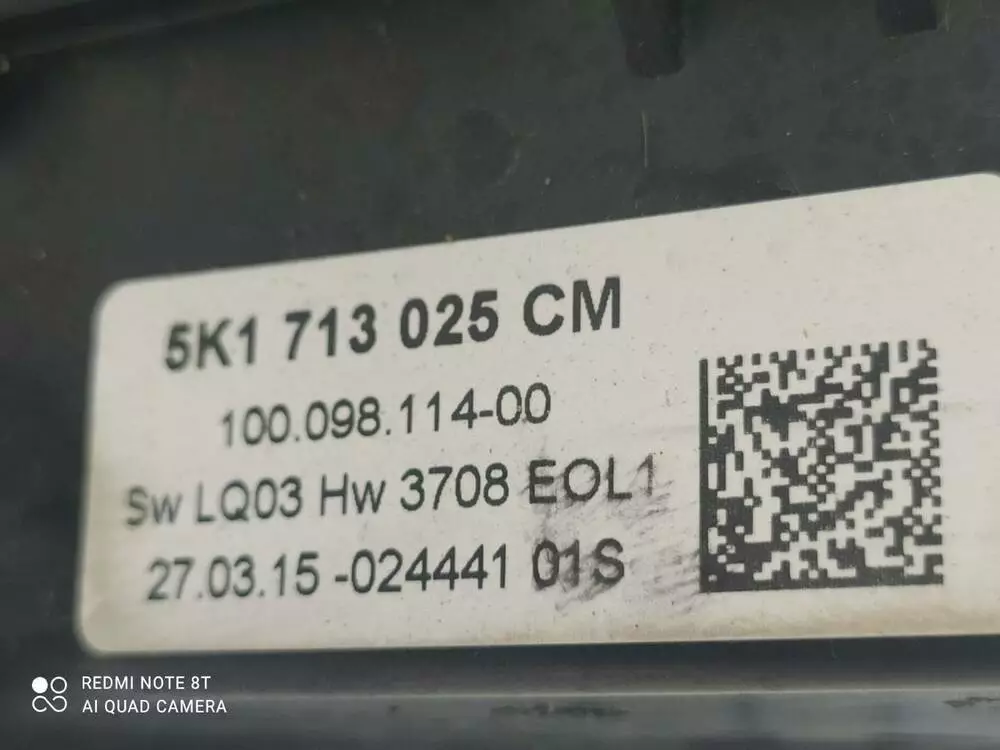 5K1 713 025 CM
100.098.114-00
Sw LQ03 Hw 3708 EOL1
27.03.15 -024441 01S
REDMI NOTE 8T
AI QUAD CAMERA